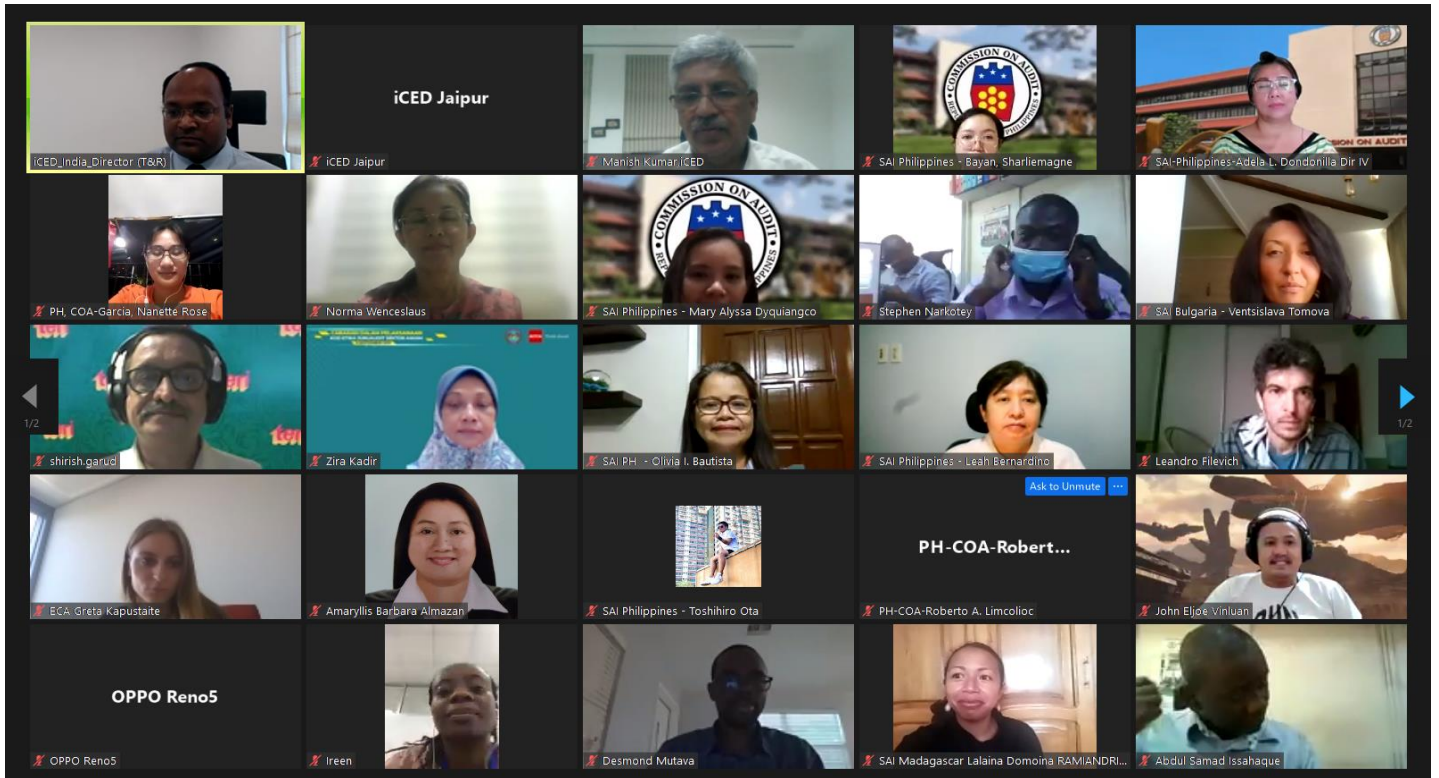 iCED_India_Director (T&R)
iCED Jaipur
iCED Jaipur
Manish Kumar,iCED
COMMISSION ON AUDIT
PHILIPPINES
SAI Philippines - Bayan, Sharliemagne
SAI-Philippines-Adela L. Dondonilla Dir IV
PH, COA-Garcia, Nanette Rose
Norma Wenceslaus
COMMISSION ON AUDIT
SAI Philippines - Mary Alyssa Dyquiangco
Stephen Narkotey
SAI Bulgaria - Ventsislava Tomova
1/2
shirish.garud
Zira Kadir
SAI PH - Olivia I. Bautista
SAI Philippines - Leah Bernardino
Leandro Filevich
1/2
ECA Greta Kapustaite
Amaryllis Barbara Almazan
SAI Philippines - Toshihiro Ota
Ask to Unmute ...
PH-COA-Robert...
PH-COA-Roberto A. Limcolioc
John Eljoe Vinluan
OPPO Reno5
OPPO Reno5
Ireen
Desmond Mutava
SAI Madagascar Lalaina Domoina RAMIANDRI...
Abdul Samad Issahaque